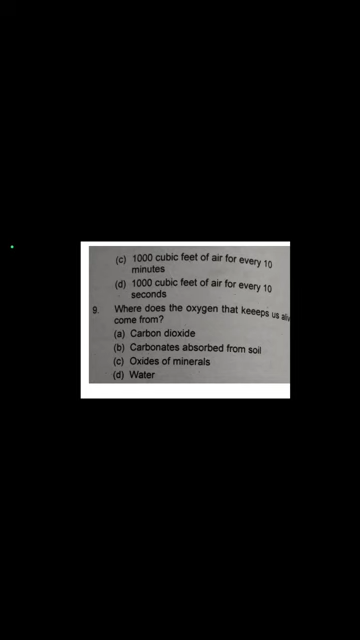 (c) 1000 cubic feet of air for every 10
minutes
(d) 1000 cubic feet of air for every 10
seconds
9. Where does the oxygen that keeeps us aliv
come from?
(a) Carbon dioxide
(b) Carbonates absorbed from soil
(c) Oxides of minerals
(d) Water